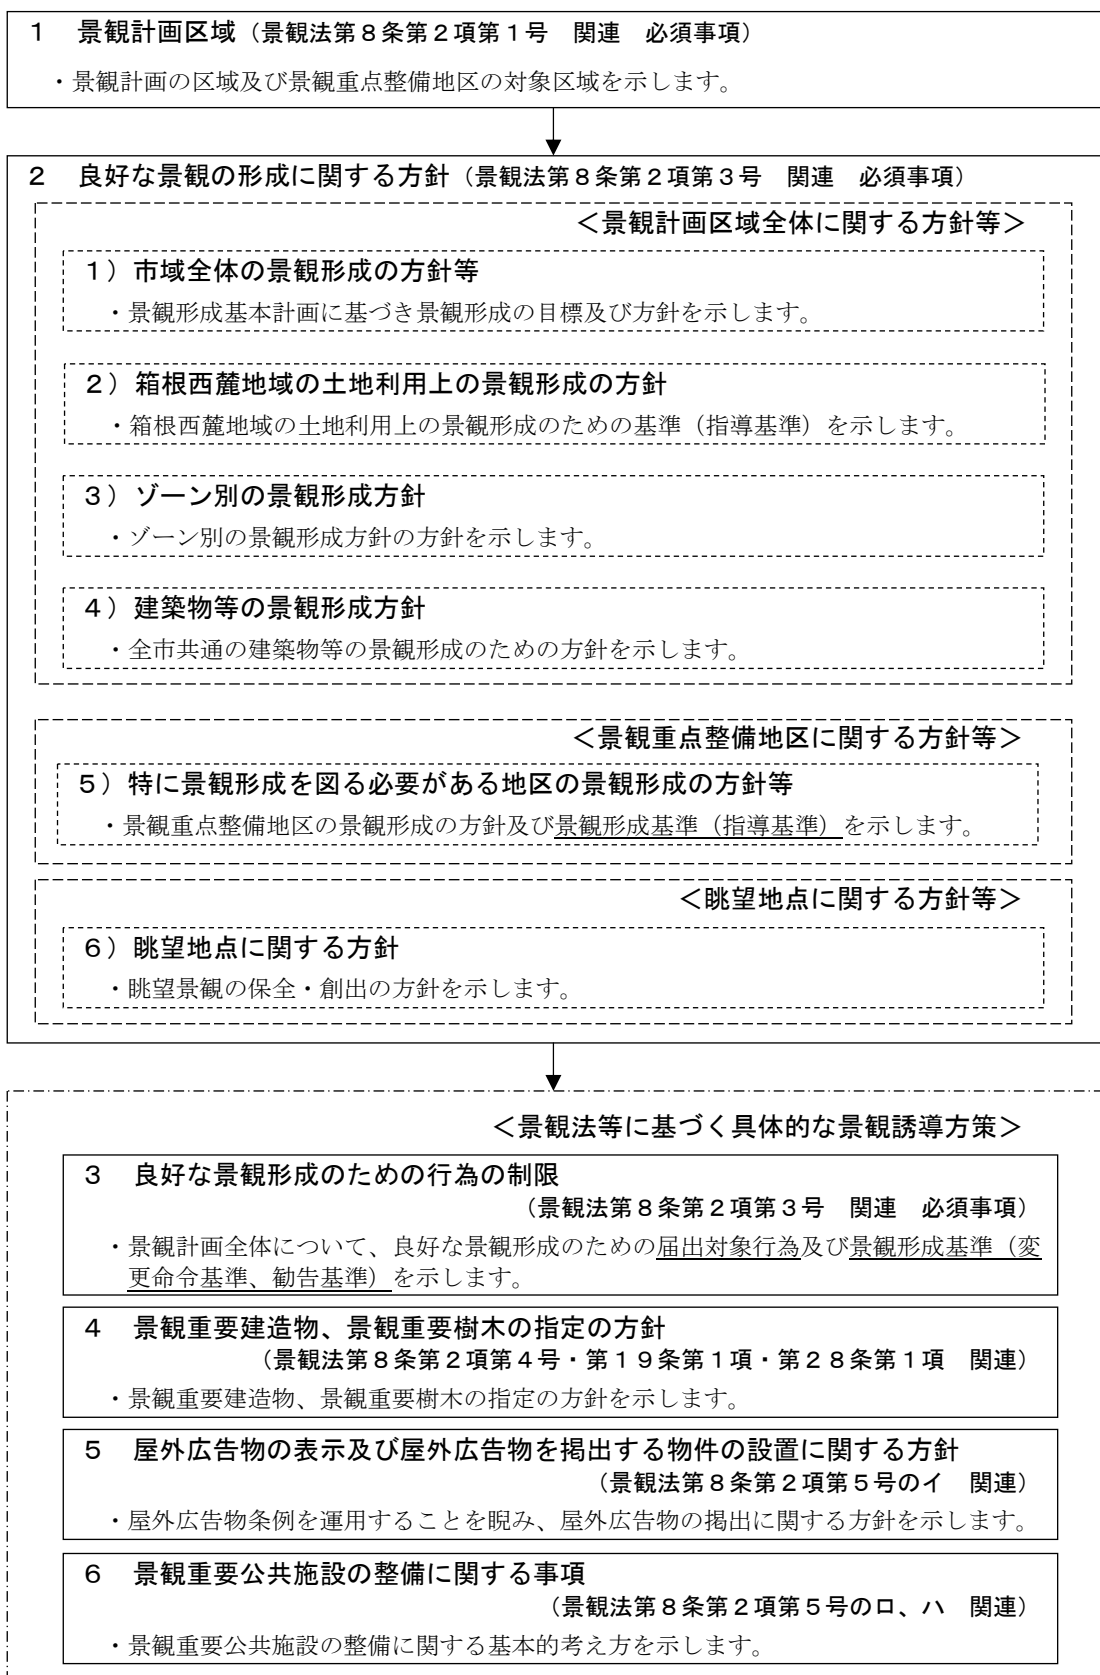 １　景観計画区域（景観法第８条第２項第１号　関連　必須事項）
・景観計画の区域及び景観重点整備地区の対象区域を示します。
２　良好な景観の形成に関する方針（景観法第８条第２項第３号　関連　必須事項）
＜景観計画区域全体に関する方針等＞
１）市域全体の景観形成の方針等
・景観形成基本計画に基づき景観形成の目標及び方針を示します。
２）箱根西麓地域の土地利用上の景観形成の方針
・箱根西麓地域の土地利用上の景観形成のための基準（指導基準）を示します。
３）ゾーン別の景観形成方針
・ゾーン別の景観形成方針の方針を示します。
４）建築物等の景観形成方針
・全市共通の建築物等の景観形成のための方針を示します。
＜景観重点整備地区に関する方針等＞
５）特に景観形成を図る必要がある地区の景観形成の方針等
・景観重点整備地区の景観形成の方針及び景観形成基準（指導基準）を示します。
＜眺望地点に関する方針等＞
６）眺望地点に関する方針
・眺望景観の保全・創出の方針を示します。
＜景観法等に基づく具体的な景観誘導方策＞
３　良好な景観形成のための行為の制限
（景観法第８条第２項第３号　関連　必須事項）
・景観計画全体について、良好な景観形成のための届出対象行為及び景観形成基準（変
更命令基準、勧告基準）を示します。
４　景観重要建造物、景観重要樹木の指定の方針
（景観法第８条第２項第４号・第１９条第１項・第２８条第１項　関連）
・景観重要建造物、景観重要樹木の指定の方針を示します。
５　屋外広告物の表示及び屋外広告物を掲出する物件の設置に関する方針
（景観法第８条第２項第５号のイ　関連）
・屋外広告物条例を運用することを睨み、屋外広告物の掲出に関する方針を示します。
６　景観重要公共施設の整備に関する事項
（景観法第８条第２項第５号のロ、ハ　関連）
・景観重要公共施設の整備に関する基本的考え方を示します。